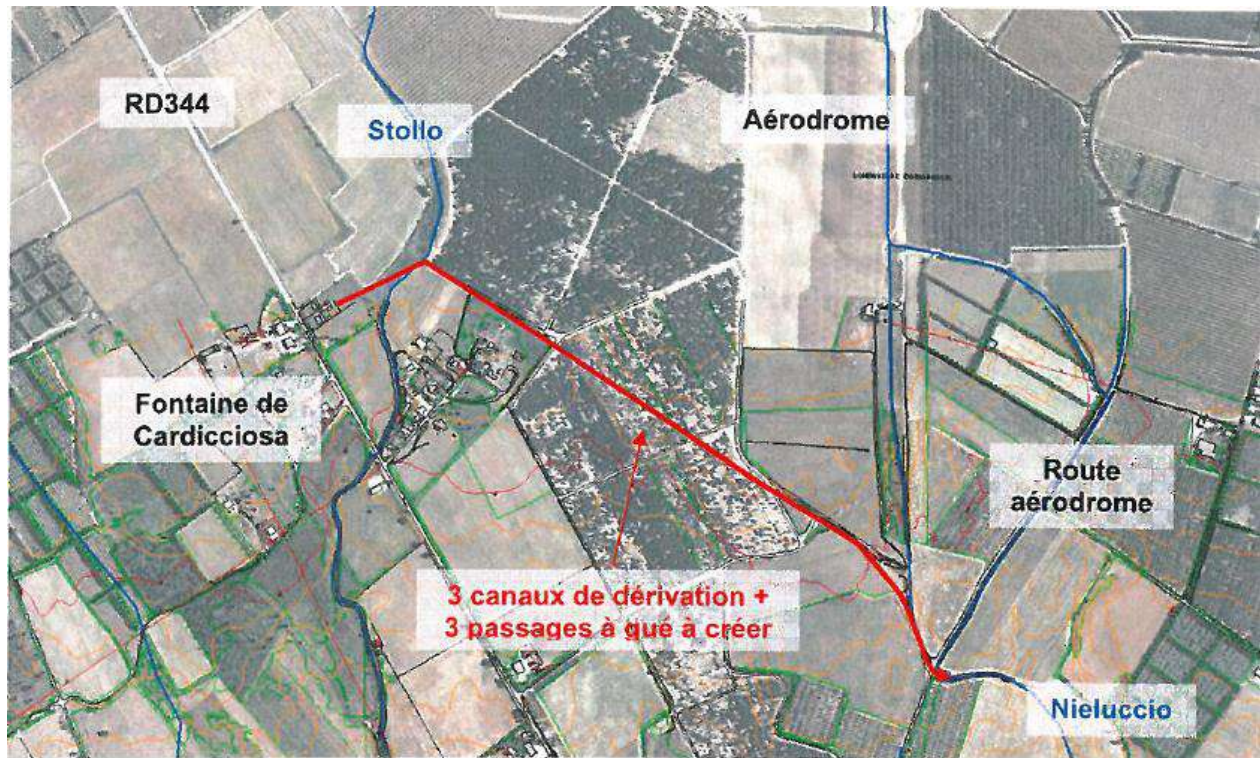 RD344
Stollo
Aérodrome
Fontaine de
Cardicciosa
Route
aérodrome
3 canaux de dérivation +
3 passages à gué à créer
Nieluccio